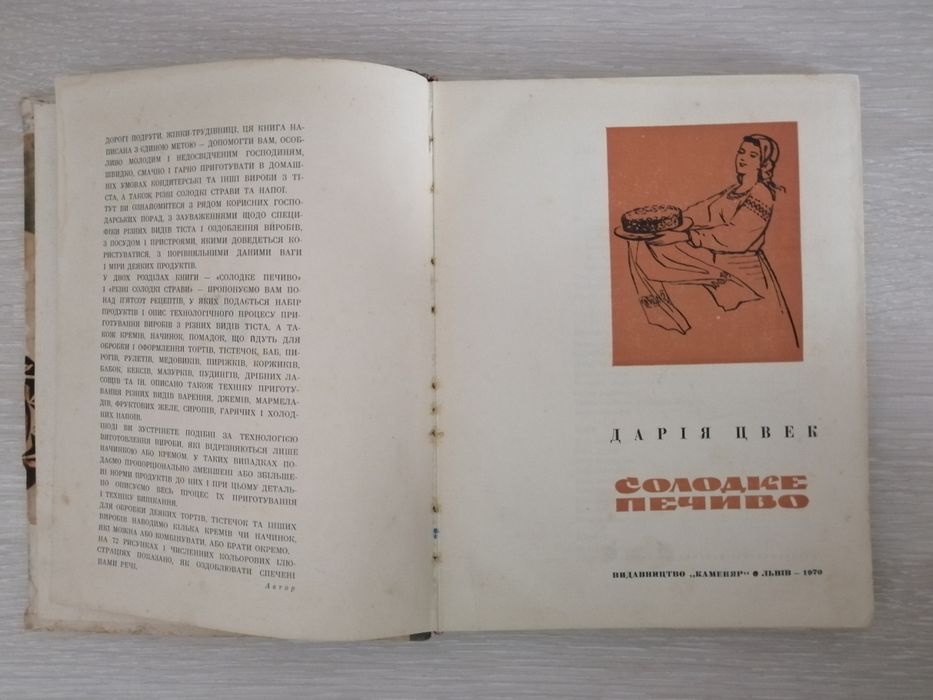 ДОРОГІ ПОДРУГИ, ЖІНКИ-ТРУДІВНИЦІ, ЦЯ КНИГА НА-
ПИСАНА З ЄДИНОЮ МЕТОЮ — ДОПОМОГТИ ВАМ, ОСОБ-
ЛИВО МОЛОДИМ І НЕДОСВІДЧЕНИМ ГОСПОДИНЯМ,
ШВИДКО, СМАЧНО І ГАРНО ПРИГОТУВАТИ В ДОМАШ-
НІХ УМОВАХ КОНДИТЕРСЬКІ ТА ІНШІ ВИРОБИ З ТІ-
СТА, А ТАКОЖ РІЗНІ СОЛОДКІ СТРАВИ ТА НАПОЇ.
ТУТ ВИ ОЗНАЙОМИТЕСЯ З РЯДОМ КОРИСНИХ ГОСПО-
ДАРСЬКИХ ПОРАД, З ЗАУВАЖЕННЯМИ ЩОДО СПЕЦИ-
ФІКИ РІЗНИХ ВИДІВ ТІСТА І ОЗДОБЛЕННЯ ВИРОБІВ,
З ПОСУДОМ І ПРИСТРОЯМИ, ЯКИМИ ДОВЕДЕТЬСЯ КО-
РИСТУВАТИСЯ, З ПОРІВНЯЛЬНИМИ ДАНИМИ ВАГИ
І МІРИ ДЕЯКИХ ПРОДУКТІВ.
У ДВОХ РОЗДІЛАХ КНИГИ — «СОЛОДКЕ ПЕЧИВО»
І «РІЗНІ СОЛОДКІ СТРАВИ» — ПРОПОНУЄМО ВАМ ПО-
НАД П'ЯТСОТ РЕЦЕПТІВ, У ЯКИХ ПОДАЄТЬСЯ НАБІР
ПРОДУКТІВ І ОПИС ТЕХНОЛОГІЧНОГО ПРОЦЕСУ ПРИ-
ГОТУВАННЯ ВИРОБІВ З РІЗНИХ ВИДІВ ТІСТА, А ТА-
КОЖ КРЕМІВ, НАЧИНОК, ПОМАДОК, ЩО ЙДУТЬ ДЛЯ
ОБРОБКИ І ОФОРМЛЕННЯ ТОРТІВ, ТІСТЕЧОК, БАБ, ПИ-
РОГІВ, РУЛЕТІВ, МЕДОВИКІВ, ПИРІЖКІВ, КОРЖИКІВ,
БАБОК, КЕКСІВ, МАЗУРКІВ, ПУДИНГІВ, ДРІБНИХ ЛА-
СОЩІВ ТА ІН. ОПИСАНО ТАКОЖ ТЕХНІКУ ПРИГОТУ-
ВАННЯ РІЗНИХ ВИДІВ ВАРЕННЯ, ДЖЕМІВ, МАРМЕЛА-
ДІВ, ФРУКТОВИХ ЖЕЛЕ, СИРОПІВ, ГАРЯЧИХ І ХОЛОД-
НИХ НАПОЇВ.
ІНОДІ ВИ ЗУСТРІНЕТЕ ПОДІБНІ ЗА ТЕХНОЛОГІЄЮ
ВИГОТОВЛЕННЯ ВИРОБИ, ЯКІ ВІДРІЗНЯЮТЬСЯ ЛИШЕ
НАЧИНКОЮ АБО КРЕМОМ. У ТАКИХ ВИПАДКАХ ПО-
ДАЄМО ПРОПОРЦІОНАЛЬНО ЗМЕНШЕНІ АБО ЗБІЛЬШЕ-
НІ НОРМИ ПРОДУКТІВ ДО НИХ І ПРИ ЦЬОМУ ДЕТАЛЬ-
НО ОПИСУЄМО ВЕСЬ ПРОЦЕС ЇХ ПРИГОТУВАННЯ
І ТЕХНІКУ ВИПІКАННЯ.
ДЛЯ ОБРОБКИ ДЕЯКИХ ТОРТІВ, ТІСТЕЧОК ТА ІНШИХ
ВИРОБІВ НАВОДИМО КІЛЬКА КРЕМІВ ЧИ НАЧИНОК,
ЯКІ МОЖНА АБО КОМБІНУВАТИ, АБО БРАТИ ОКРЕМО.
НА 72 РИСУНКАХ І ЧИСЛЕННИХ КОЛЬОРОВИХ ІЛЮ-
СТРАЦІЯХ ПОКАЗАНО, ЯК ОЗДОБЛЮВАТИ СПЕЧЕНІ
ВАМИ РЕЧІ.
Автор
ДАРІЯ ЦВЕК
СОЛОДКЕ
ПЕЧИВО
ВИДАВНИЦТВО „КАМЕНЯР“ ● ЛЬВІВ — 1970